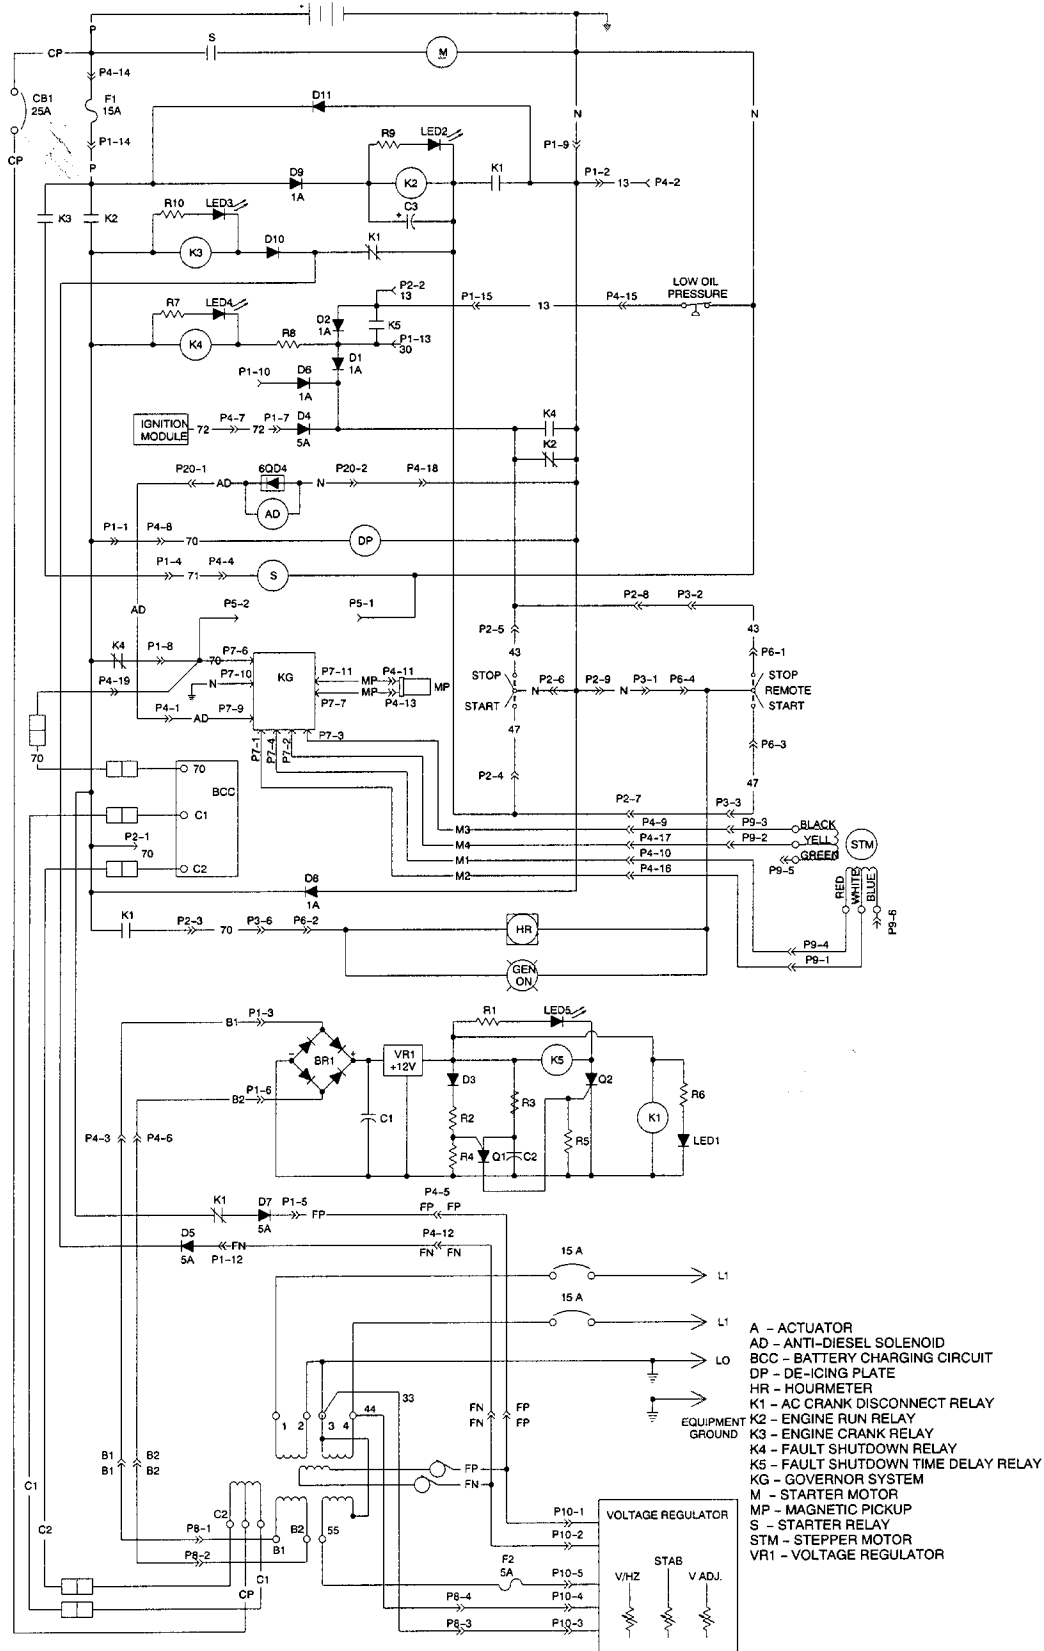 +
P
CP
S
M
P4-14
CB1
25A
F1
15A
D11
N
N
P1-14
R9
LED2
P1-9
CP
P
K1
D9
1A
K2
P1-2
13
P4-2
K3
K2
R10
LED3
+
C3
K3
D10
K1
P2-2
13
P1-15
13
P4-15
LOW OIL
PRESSURE
R7
LED4
D2
1A
K5
K4
R8
P1-13
30
D1
1A
P1-10
D6
1A
IGNITION
MODULE
72
P4-7
72
P1-7
D4
5A
K4
K2
P20-1
AD
6QD4
N
P20-2
P4-18
AD
P1-1
P4-8
70
DP
P1-4
71
P4-4
S
AD
P5-2
P5-1
P2-8
P3-2
P2-5
43
43
K4
P1-8
70
P7-6
P6-1
P4-19
N
P7-10
KG
P7-11
MP
P4-11
MP
MP
P7-7
P4-13
STOP
START
N
P2-6
P2-9
N
P3-1
P6-4
STOP
REMOTE
START
P4-1
AD
P7-9
P7-1
P7-4
P7-2
P7-3
47
P6-3
70
70
BCC
P2-4
47
C1
P2-7
P3-3
P2-1
70
M3
P4-9
P9-3
BLACK
M4
P4-17
P9-2
YELL
STM
M1
P4-10
GREEN
P9-5
C2
M2
P4-16
D8
1A
RED
WHITE
BLUE
K1
P2-3
70
P3-6
P6-2
HR
P9-6
P9-4
P9-1
GEN
ON
B1
P1-3
R1
LED5
BR1
-
+
VR1
+12V
K5
D3
Q2
P1-6
B2
C1
R2
R3
R6
K1
P4-3
P4-6
R4
Q1
C2
R5
LED1
K1
D7
5A
P1-5
FP
P4-5
FP FP
D5
5A
FN
P1-12
P4-12
FN FN
15 A
L1
15 A
L1
LO
33
EQUIPMENT
GROUND
1 2 3 4
44
FN
FN
FP
FP
B1
B1
B2
B2
FP
FN
C1
C2
C2
P8-1
B1
B2
55
P8-2
CP
C1
P10-1
VOLTAGE REGULATOR
P10-2
F2
5A
P10-5
V/HZ
STAB
V ADJ.
P8-4
P10-4
P8-3
P10-3
A - ACTUATOR
AD - ANTI-DIESEL SOLENOID
BCC - BATTERY CHARGING CIRCUIT
DP - DE-ICING PLATE
HR - HOURMETER
K1 - AC CRANK DISCONNECT RELAY
K2 - ENGINE RUN RELAY
K3 - ENGINE CRANK RELAY
K4 - FAULT SHUTDOWN RELAY
K5 - FAULT SHUTDOWN TIME DELAY RELAY
KG - GOVERNOR SYSTEM
M - STARTER MOTOR
MP - MAGNETIC PICKUP
S - STARTER RELAY
STM - STEPPER MOTOR
VR1 - VOLTAGE REGULATOR